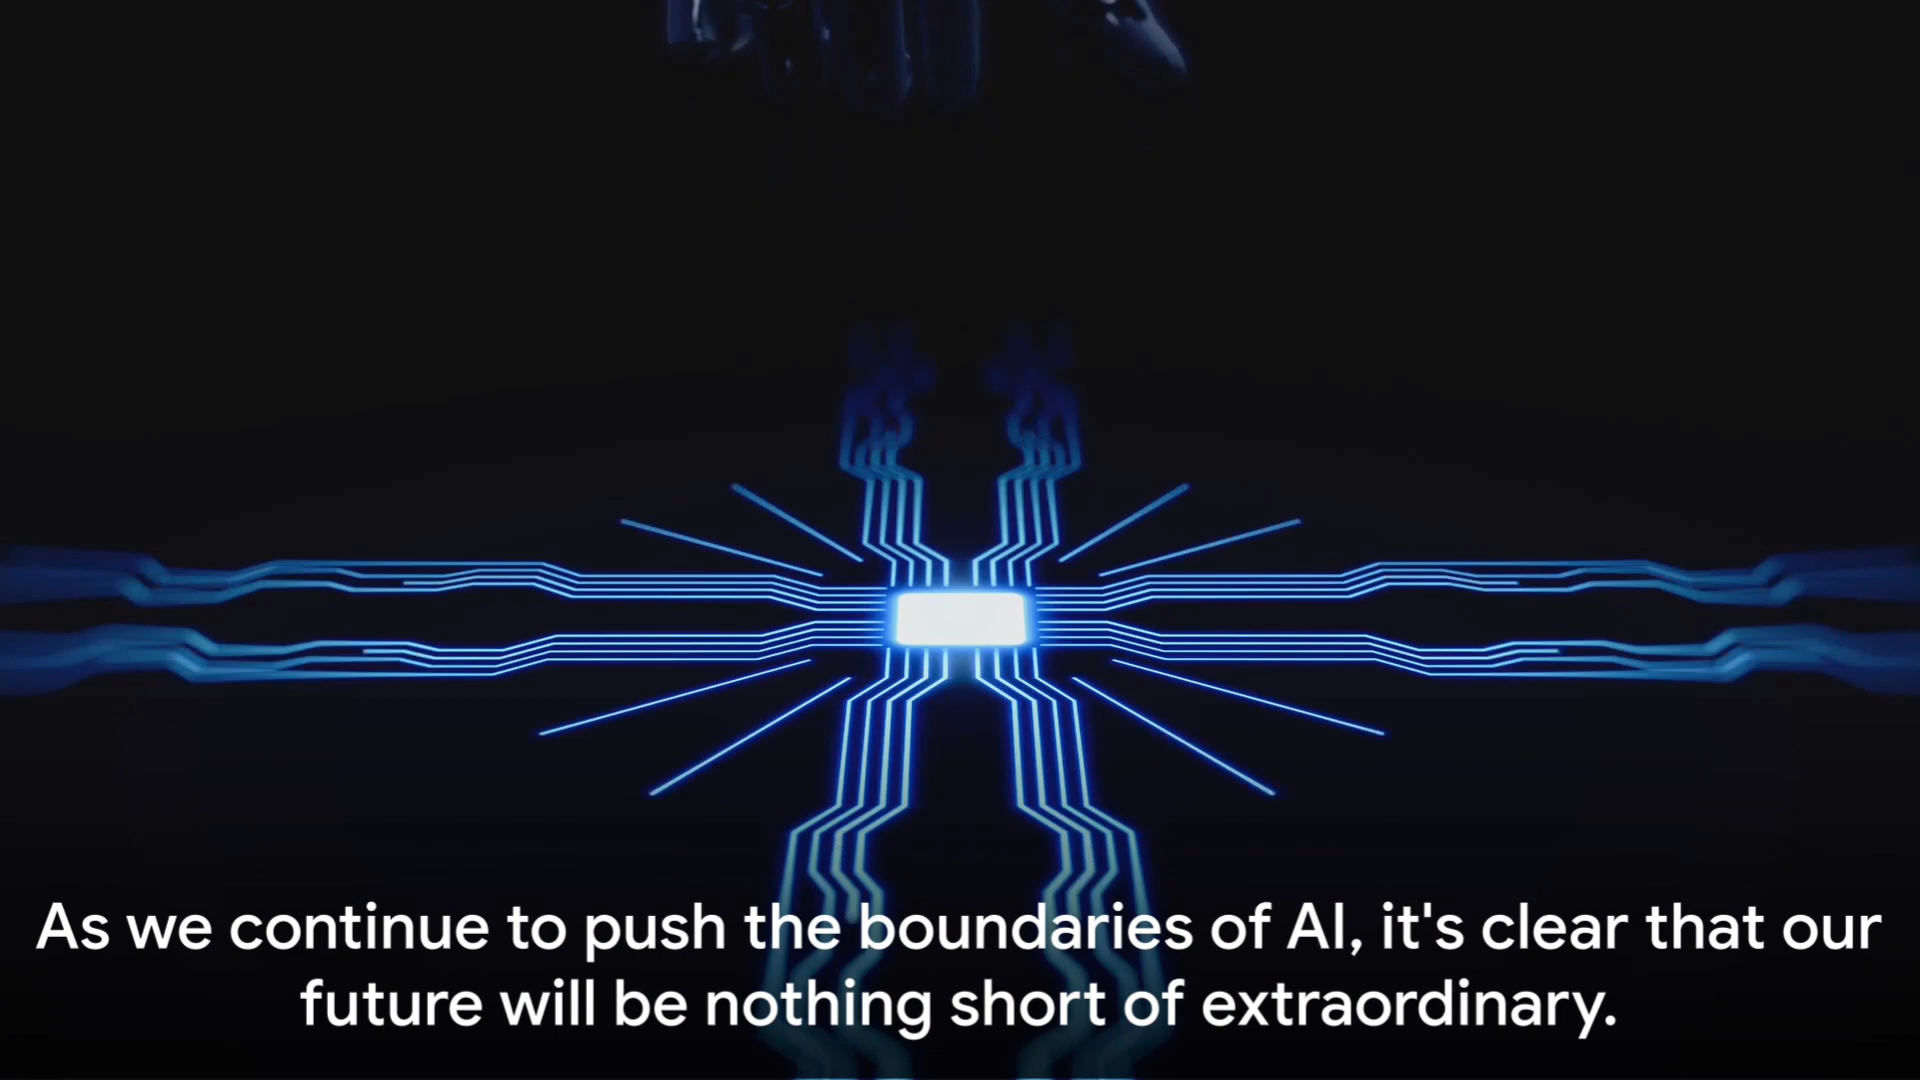 As we continue to push the boundaries of AI, it's clear that our
future will be nothing short of extraordinary.